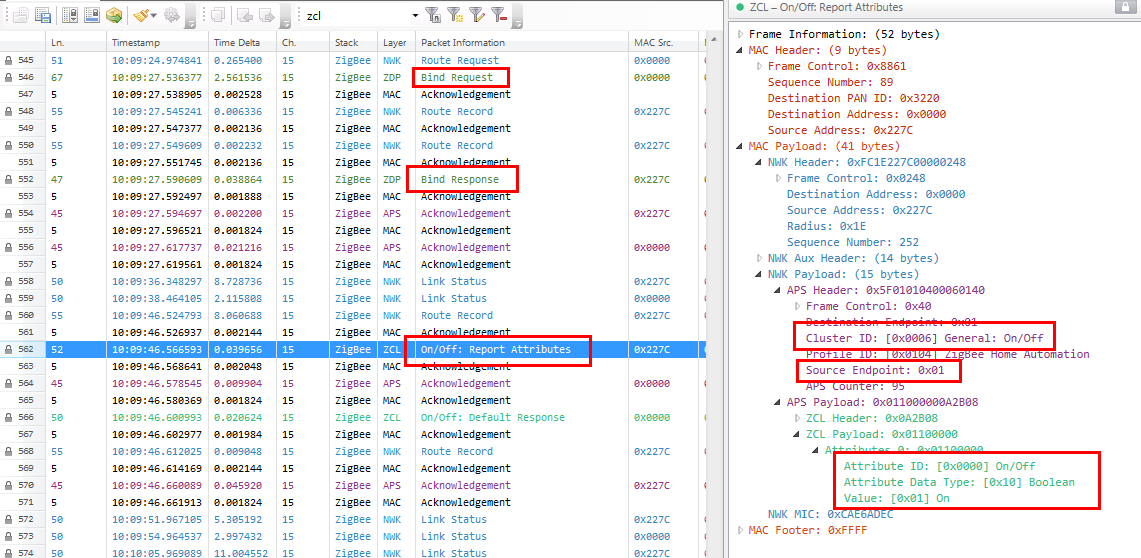 zcl
Ln. Timestamp Time Delta Ch. Stack Layer Packet Information MAC Src.
545 51 10:09:24.974841 0.265400 15 ZigBee NWK Route Request 0x0000
546 67 10:09:27.536377 2.561536 15 ZigBee ZDP Bind Request 0x0000
547 5 10:09:27.538905 0.002528 15 ZigBee MAC Acknowledgement
548 55 10:09:27.545241 0.006336 15 ZigBee NWK Route Record 0x227C
549 5 10:09:27.547377 0.002136 15 ZigBee MAC Acknowledgement
550 55 10:09:27.549609 0.002232 15 ZigBee NWK Route Record 0x227C
551 5 10:09:27.551745 0.002136 15 ZigBee MAC Acknowledgement
552 47 10:09:27.590609 0.038864 15 ZigBee ZDP Bind Response 0x227C
553 5 10:09:27.592497 0.001888 15 ZigBee MAC Acknowledgement
554 45 10:09:27.594697 0.002200 15 ZigBee APS Acknowledgement 0x227C
555 5 10:09:27.596521 0.001824 15 ZigBee MAC Acknowledgement
556 45 10:09:27.617737 0.021216 15 ZigBee APS Acknowledgement 0x0000
557 5 10:09:27.619561 0.001824 15 ZigBee MAC Acknowledgement
558 50 10:09:36.348297 8.728736 15 ZigBee NWK Link Status 0x227C
559 50 10:09:38.464105 2.115808 15 ZigBee NWK Link Status 0x0000
560 55 10:09:46.524793 8.060688 15 ZigBee NWK Route Record 0x227C
561 5 10:09:46.526937 0.002144 15 ZigBee MAC Acknowledgement
562 52 10:09:46.566593 0.039656 15 ZigBee ZCL On/Off: Report Attributes 0x227C
563 5 10:09:46.568641 0.002048 15 ZigBee MAC Acknowledgement
564 45 10:09:46.578545 0.009904 15 ZigBee APS Acknowledgement 0x0000
565 5 10:09:46.580369 0.001824 15 ZigBee MAC Acknowledgement
566 50 10:09:46.600993 0.020624 15 ZigBee ZCL On/Off: Default Response 0x0000
567 5 10:09:46.602977 0.001984 15 ZigBee MAC Acknowledgement
568 55 10:09:46.612025 0.009048 15 ZigBee NWK Route Record 0x227C
569 5 10:09:46.614169 0.002144 15 ZigBee MAC Acknowledgement
570 45 10:09:46.660089 0.045920 15 ZigBee APS Acknowledgement 0x227C
571 5 10:09:46.661913 0.001824 15 ZigBee MAC Acknowledgement
572 50 10:09:51.967105 5.305192 15 ZigBee NWK Link Status 0x227C
573 50 10:09:54.964537 2.997432 15 ZigBee NWK Link Status 0x0000
574 50 10:10:05.969089 11.004552 15 ZigBee NWK Link Status 0x227C
ZCL – On/Off: Report Attributes
Frame Information: (52 bytes)
MAC Header: (9 bytes)
Frame Control: 0x8861
Sequence Number: 89
Destination PAN ID: 0x3220
Destination Address: 0x0000
Source Address: 0x227C
MAC Payload: (41 bytes)
NWK Header: 0xFC1E227C00000248
Frame Control: 0x0248
Destination Address: 0x0000
Source Address: 0x227C
Radius: 0x1E
Sequence Number: 252
NWK Aux Header: (14 bytes)
NWK Payload: (15 bytes)
APS Header: 0x5F01010400060140
Frame Control: 0x40
Destination Endpoint: 0x01
Cluster ID: [0x0006] General: On/Off
Profile ID: [0x0104] ZigBee Home Automation
Source Endpoint: 0x01
APS Counter: 95
APS Payload: 0x011000000A2B08
ZCL Header: 0x0A2B08
ZCL Payload: 0x01100000
Attributes 0: 0x01100000
Attribute ID: [0x0000] On/Off
Attribute Data Type: [0x10] Boolean
Value: [0x01] On
NWK MIC: 0xCAE6ADEC
MAC Footer: 0xFFFF